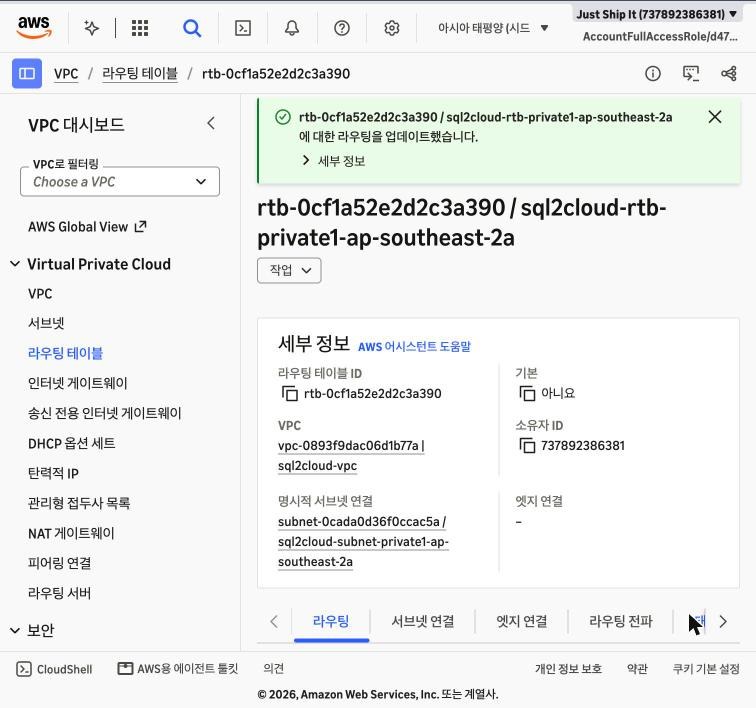 aws
아시아 태평양 (시드
Just Ship It (737892386381)
AccountFullAccessRole/d47...
VPC / 라우팅 테이블 / rtb-0cf1a52e2d2c3a390
VPC 대시보드
VPC로 필터링
Choose a VPC
AWS Global View
Virtual Private Cloud
VPC
서브넷
라우팅 테이블
인터넷 게이트웨이
송신 전용 인터넷 게이트웨이
DHCP 옵션 세트
탄력적 IP
관리형 접두사 목록
NAT 게이트웨이
피어링 연결
라우팅 서버
보안
rtb-0cf1a52e2d2c3a390 / sql2cloud-rtb-private1-ap-southeast-2a
에 대한 라우팅을 업데이트했습니다.
세부 정보
rtb-0cf1a52e2d2c3a390 / sql2cloud-rtb-
private1-ap-southeast-2a
작업
세부 정보 AWS 어시스턴트 도움말
라우팅 테이블 ID
rtb-0cf1a52e2d2c3a390
기본
아니요
VPC
vpc-0893f9dac06d1b77a |
sql2cloud-vpc
소유자 ID
737892386381
명시적 서브넷 연결
subnet-0cada0d36f0ccac5a /
sql2cloud-subnet-private1-ap-
southeast-2a
엣지 연결
–
라우팅
서브넷 연결
엣지 연결
라우팅 전파
CloudShell
AWS용 에이전트 툴킷
의견
개인 정보 보호
약관
쿠키 기본 설정
© 2026, Amazon Web Services, Inc. 또는 계열사.